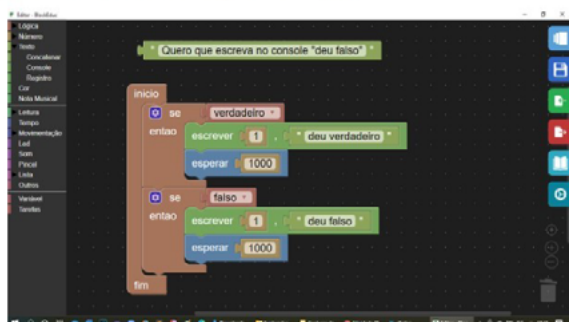 Editor - BlockEduc
Lógica
Número
Texto
Concatenar
Console
Registro
Cor
Nota Musical
Leitura
Tempo
Movimentação
Led
Som
Pincel
Lista
Outros
Variável
Tarefas
" Quero que escreva no console "deu falso" "
inicio
se verdadeiro
entao escrever 1 , " deu verdadeiro "
esperar 1000
se falso
entao escrever 1 , " deu falso "
esperar 1000
fim